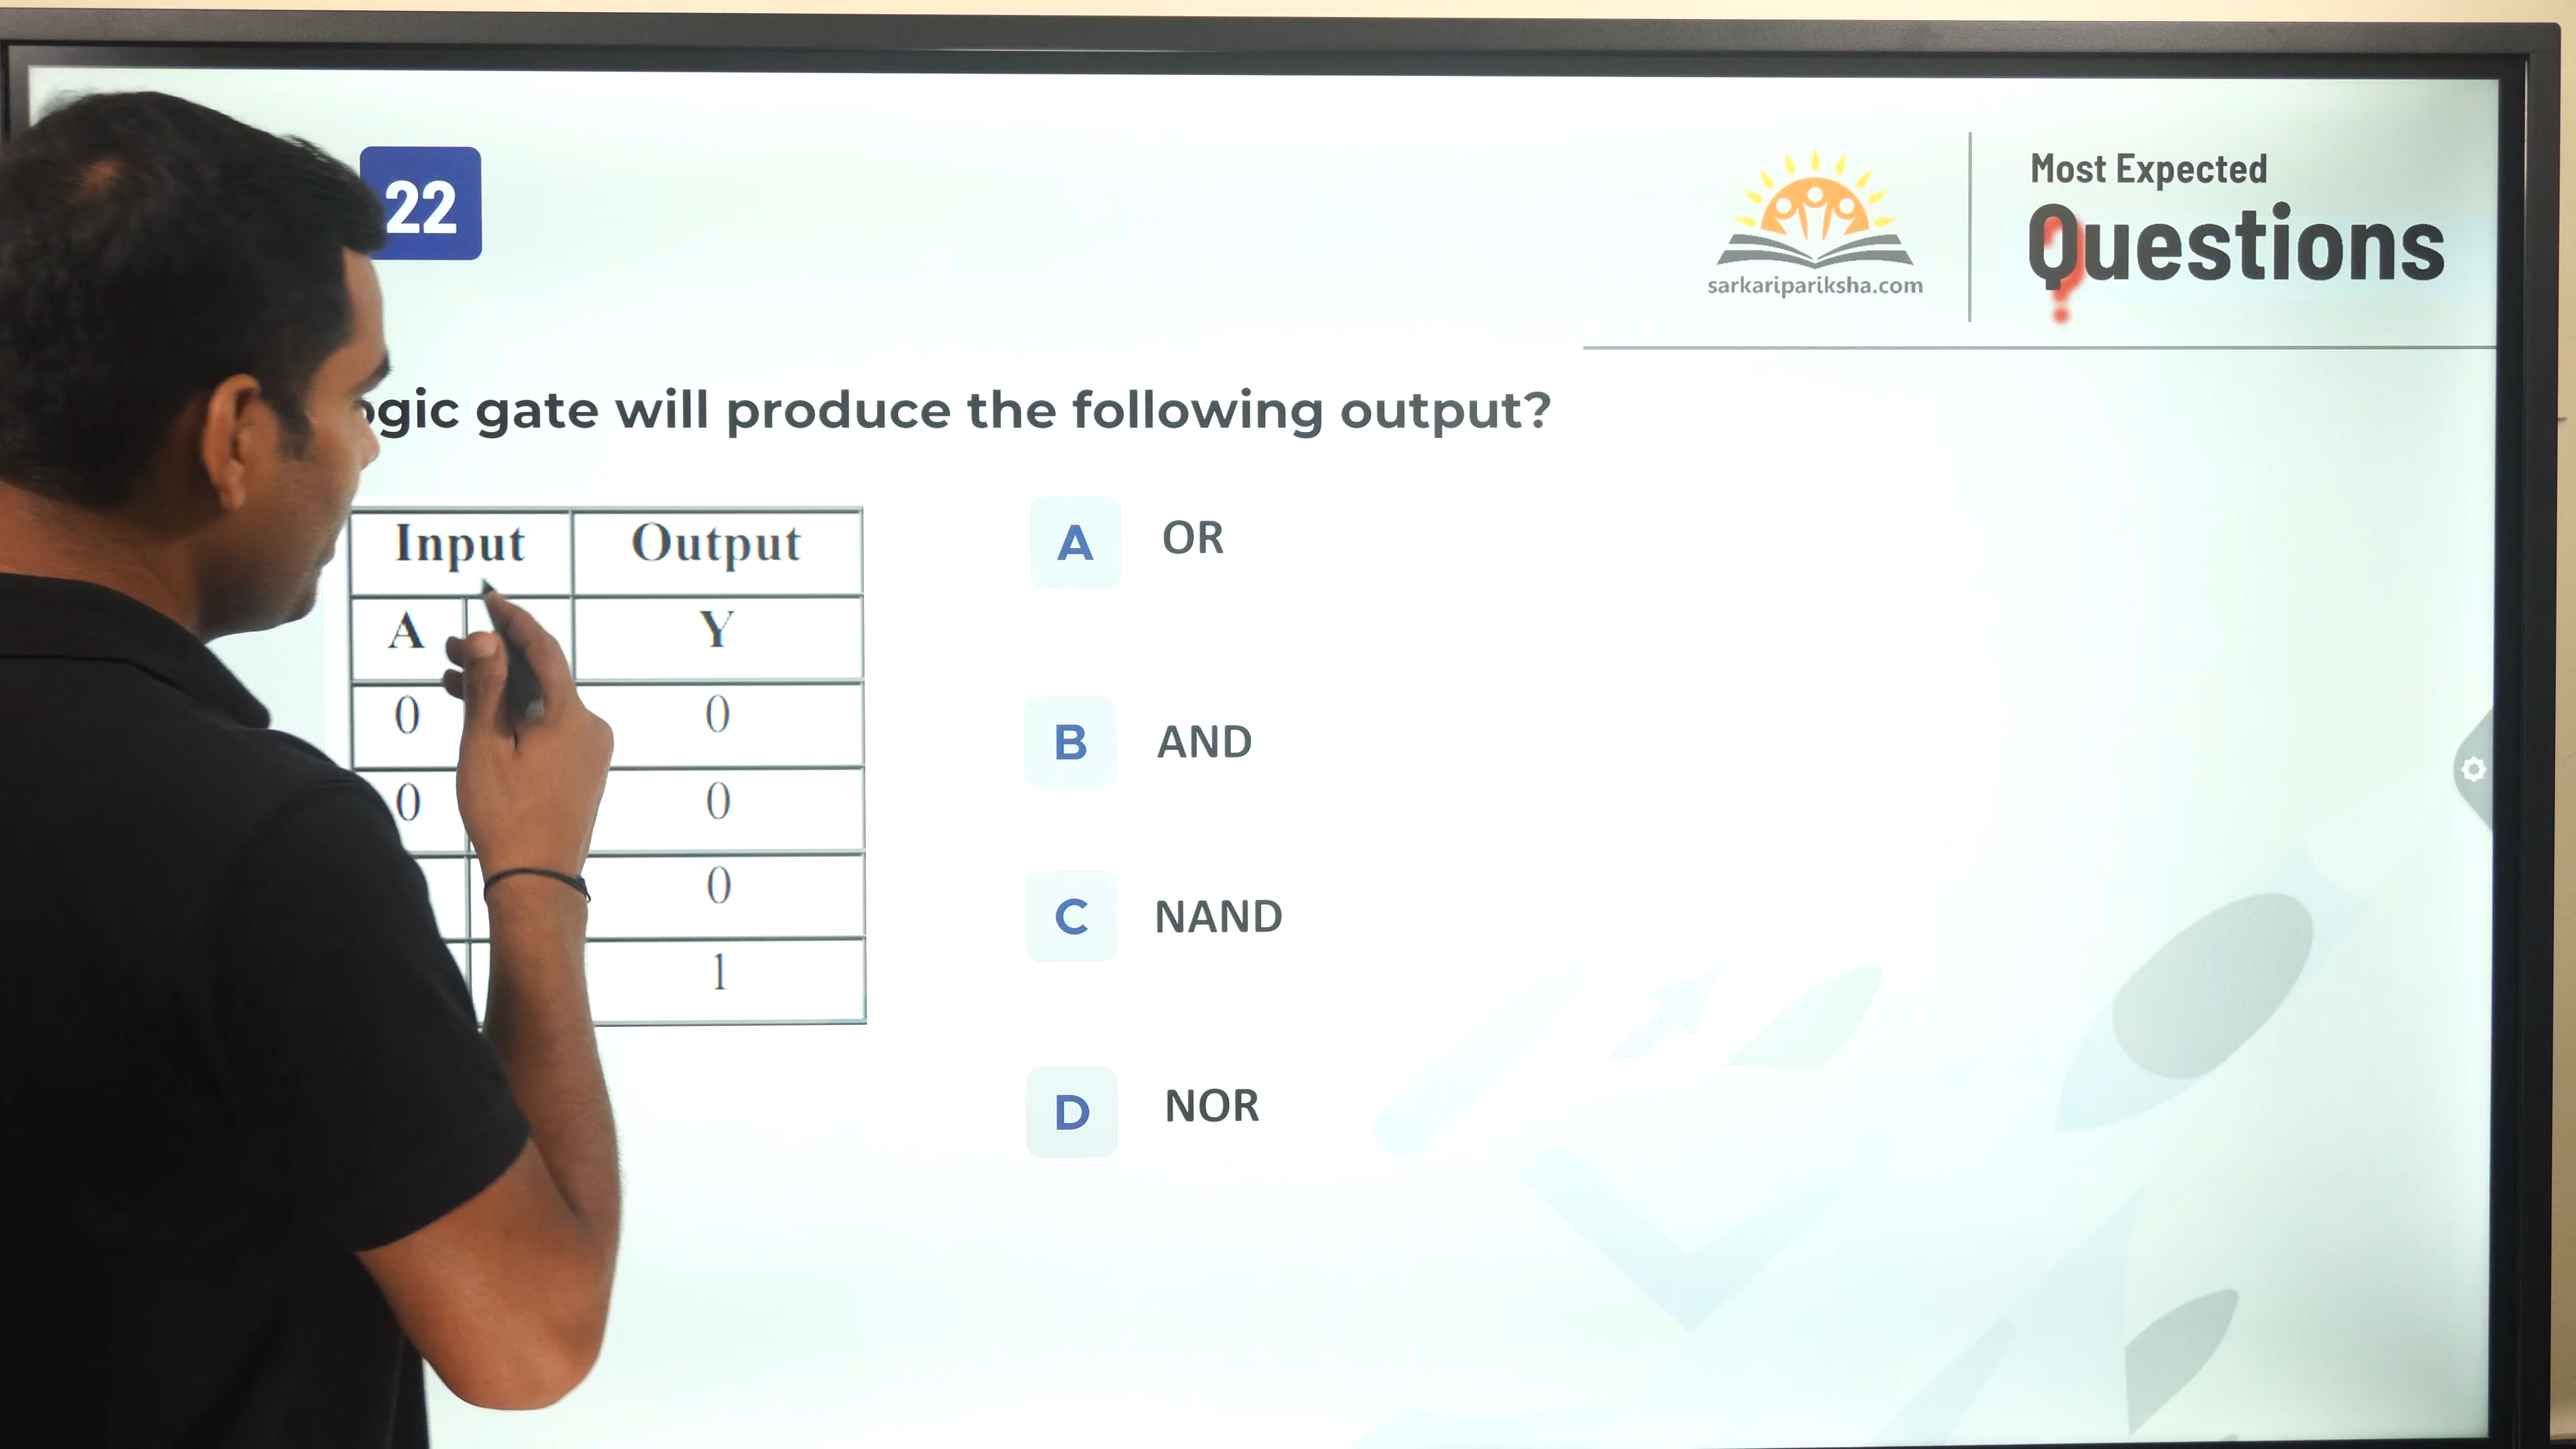 22
sarkaripariksha.com
Most Expected
Questions
gic gate will produce the following output?
Input Output
A Y
0 0
0 0
0
1
A OR
B AND
C NAND
D NOR